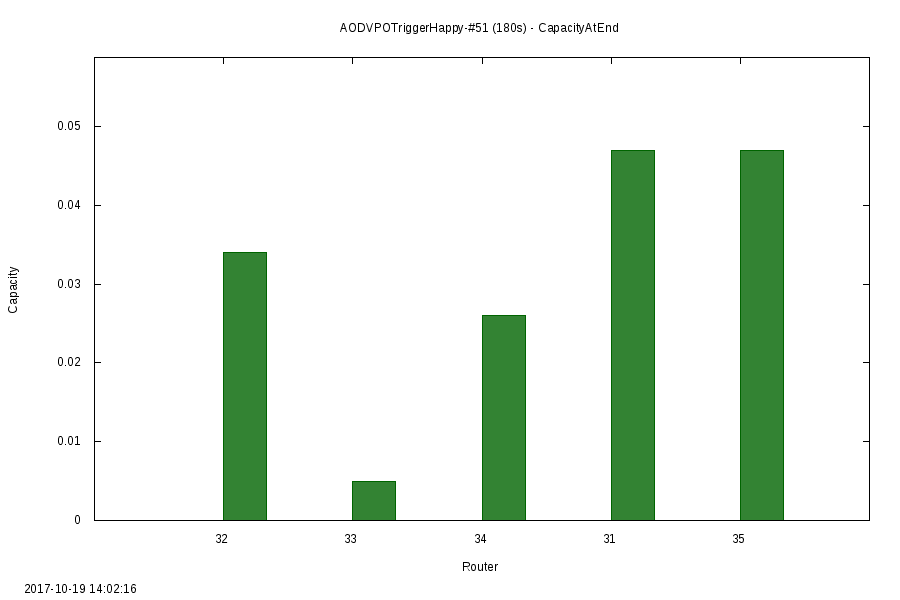 AODVPOTriggerHappy-#51 (180s) - CapacityAtEnd
0.05
0.04
0.03
0.02
0.01
0
Capacity
32 33 34 31 35
Router
2017-10-19 14:02:16